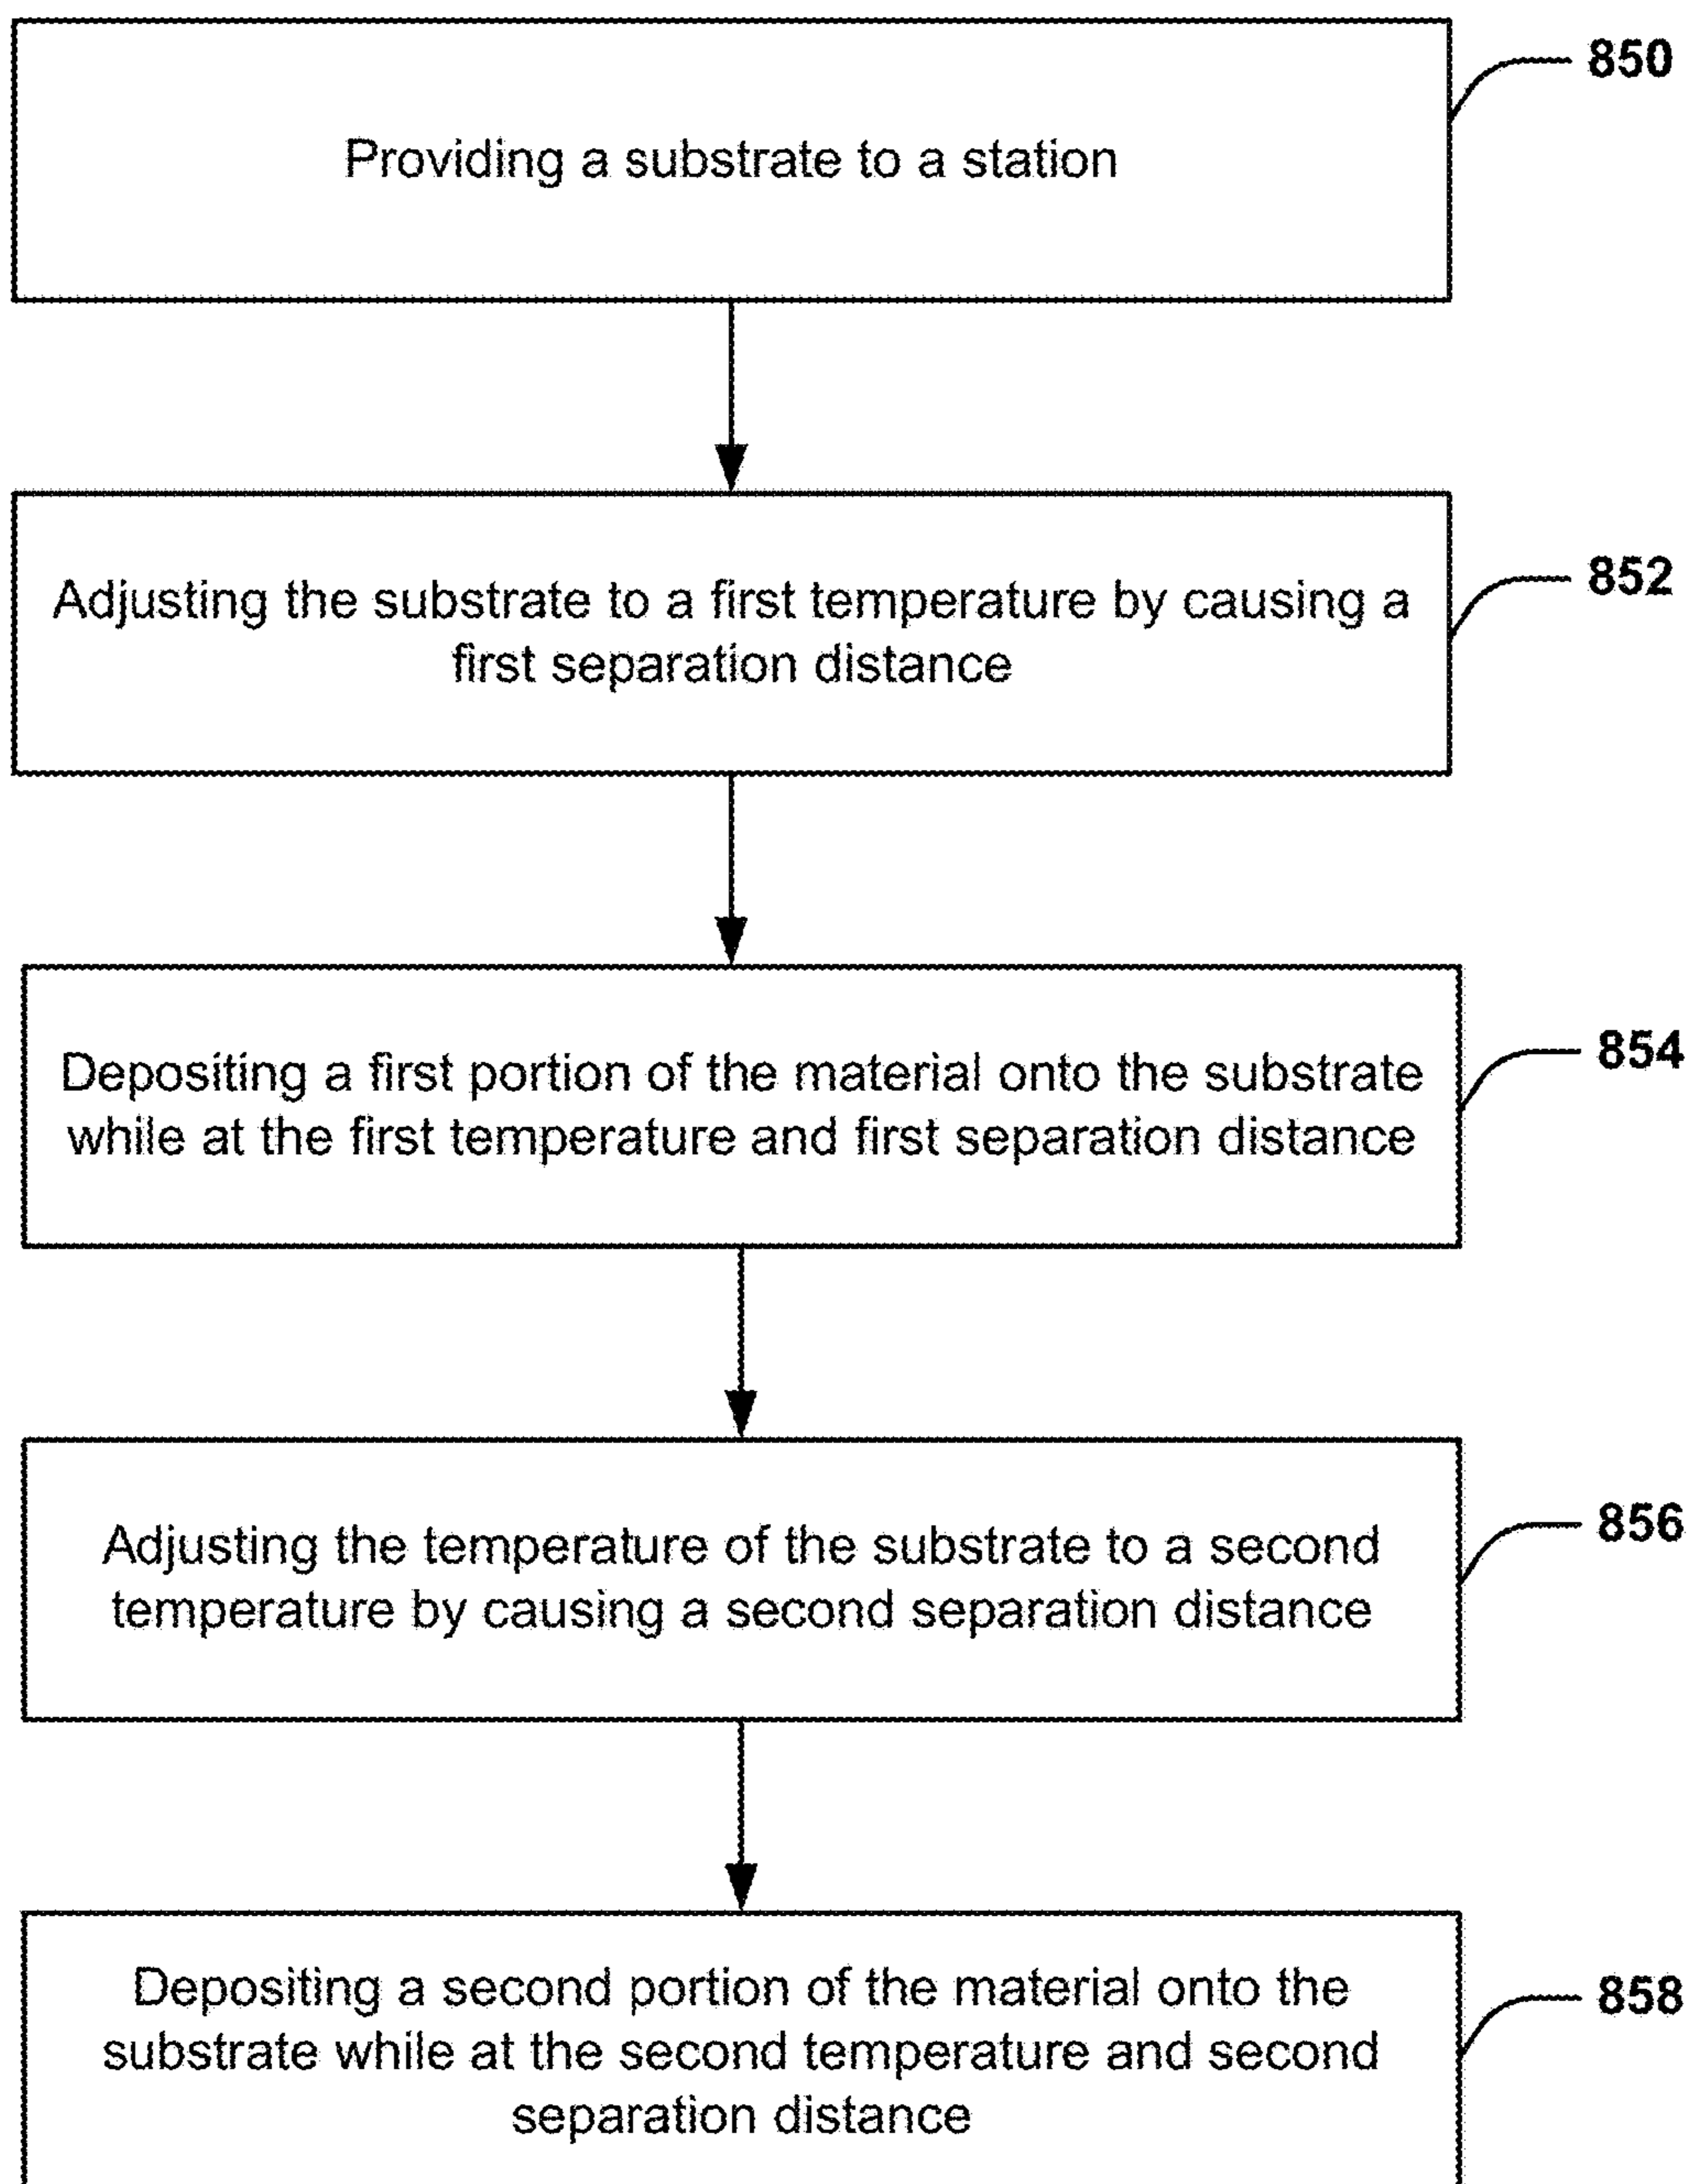 Providing a substrate to a station
850
Adjusting the substrate to a first temperature by causing a
first separation distance
852
Depositing a first portion of the material onto the substrate
while at the first temperature and first separation distance
854
Adjusting the temperature of the substrate to a second
temperature by causing a second separation distance
856
Depositing a second portion of the material onto the
substrate while at the second temperature and second
separation distance
858